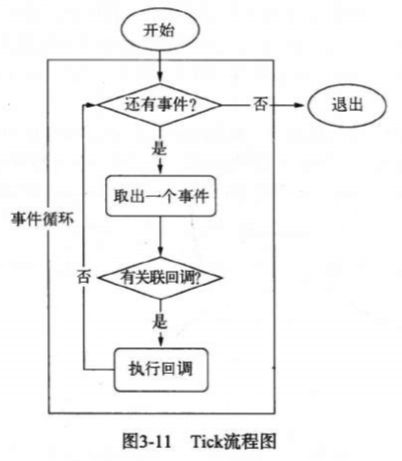 开始
还有事件?
否
退出
是
取出一个事件
事件循环
有关联回调?
否
是
执行回调
图3-11 Tick流程图